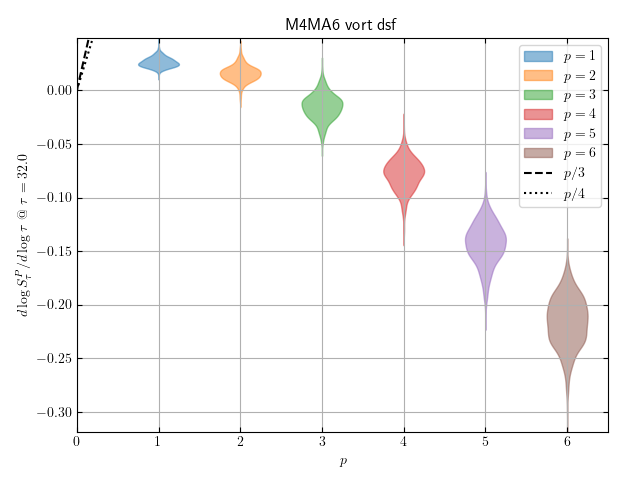 M4MA6 vort dsf
d log S_τ^P / d log τ @ τ = 32.0
0.00
−0.05
−0.10
−0.15
−0.20
−0.25
−0.30
p = 1
p = 2
p = 3
p = 4
p = 5
p = 6
p/3
p/4
0 1 2 3 4 5 6
p